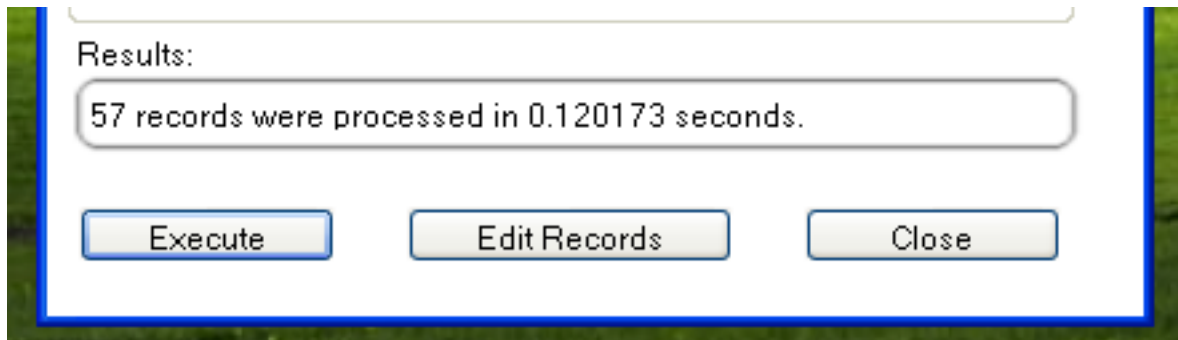 Results:
57 records were processed in 0.120173 seconds.
Execute Edit Records Close